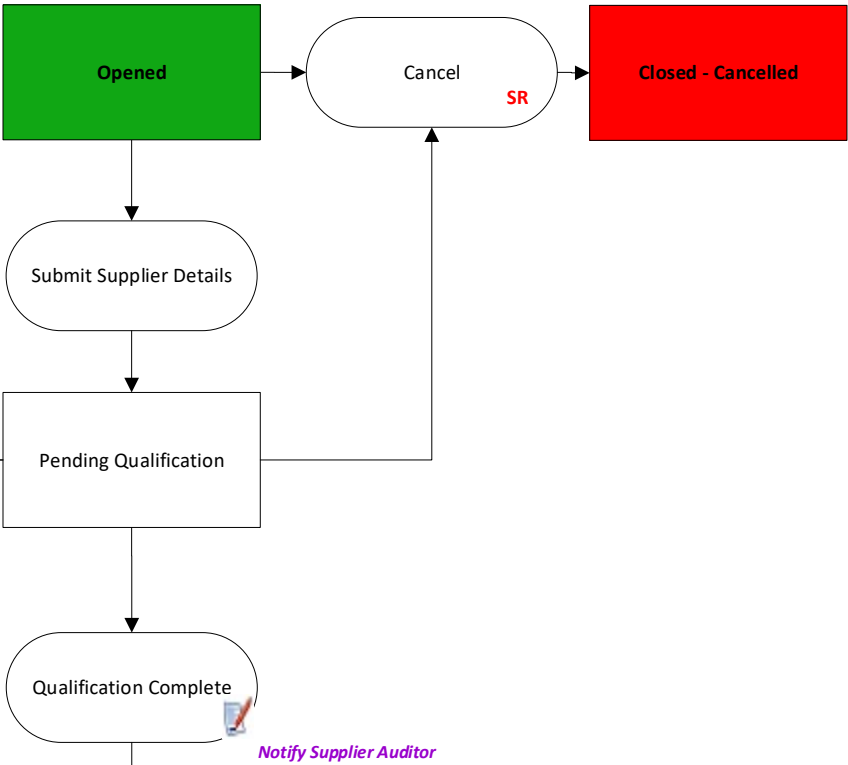 Opened
Cancel
SR
Closed - Cancelled
Submit Supplier Details
Pending Qualification
Qualification Complete
Notify Supplier Auditor